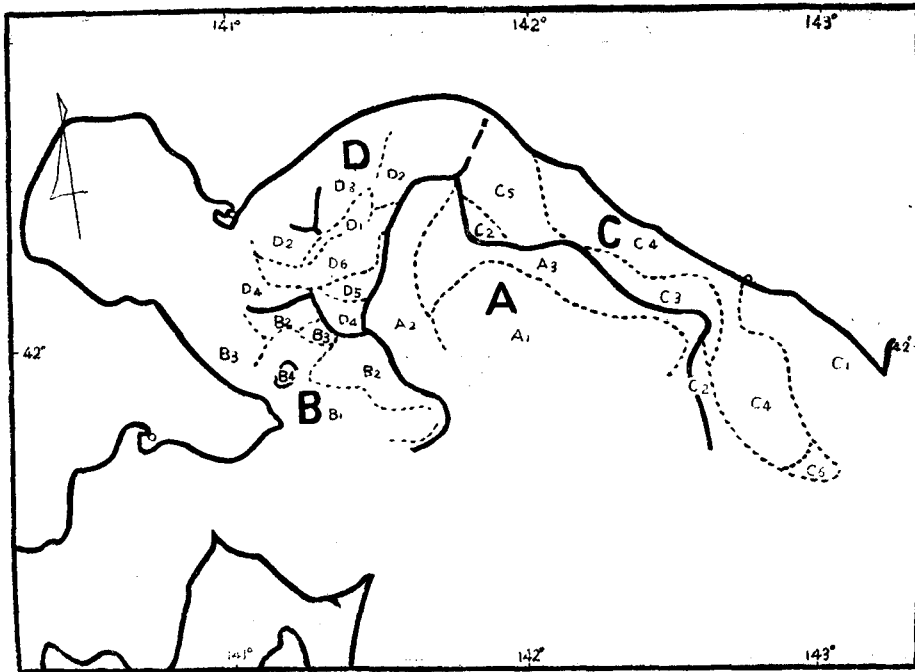 141° 142° 143°
D
D3 D2
C5
D1
D2 C2 C C4
D6 A3
D4 D5 A C3
B2 D4 A2
B3 A1
42° B3 42°
B2 C1
B4 C2
B B1 C4
C6
141° 142° 143°